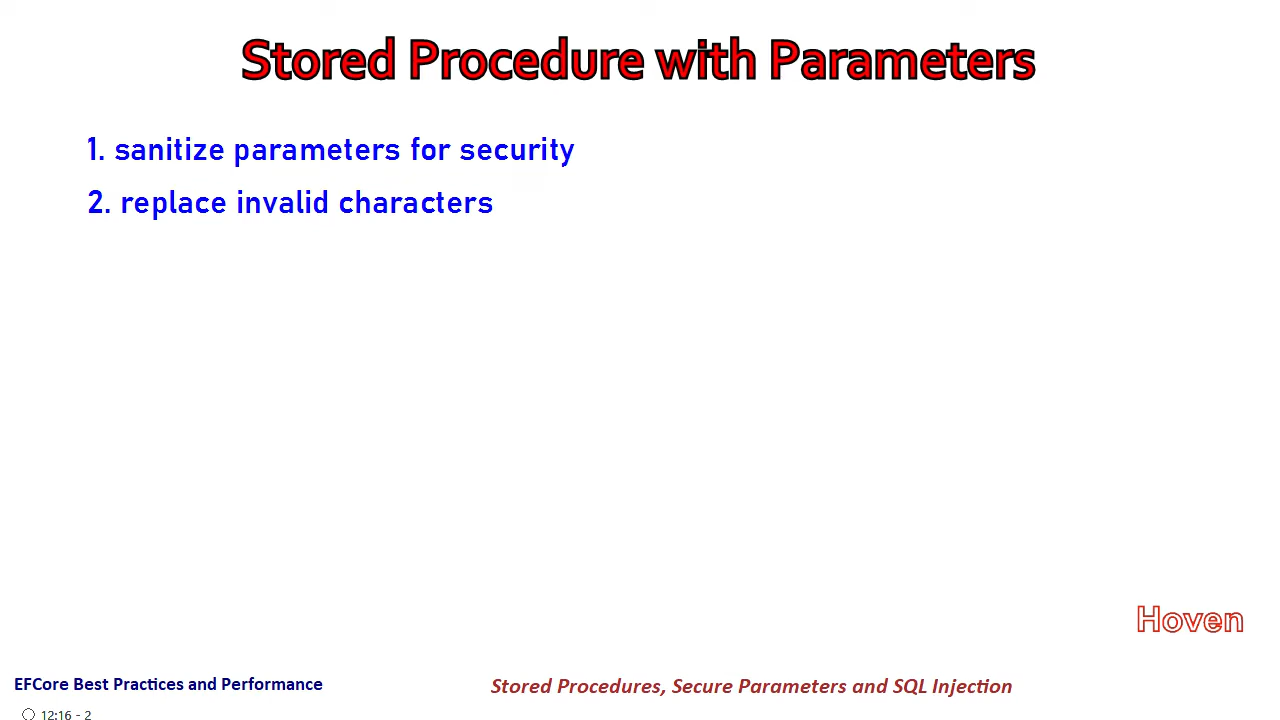 Stored Procedure with Parameters
1. sanitize parameters for security
2. replace invalid characters
Hoven
EFCore Best Practices and Performance
Stored Procedures, Secure Parameters and SQL Injection
12:16 - 2